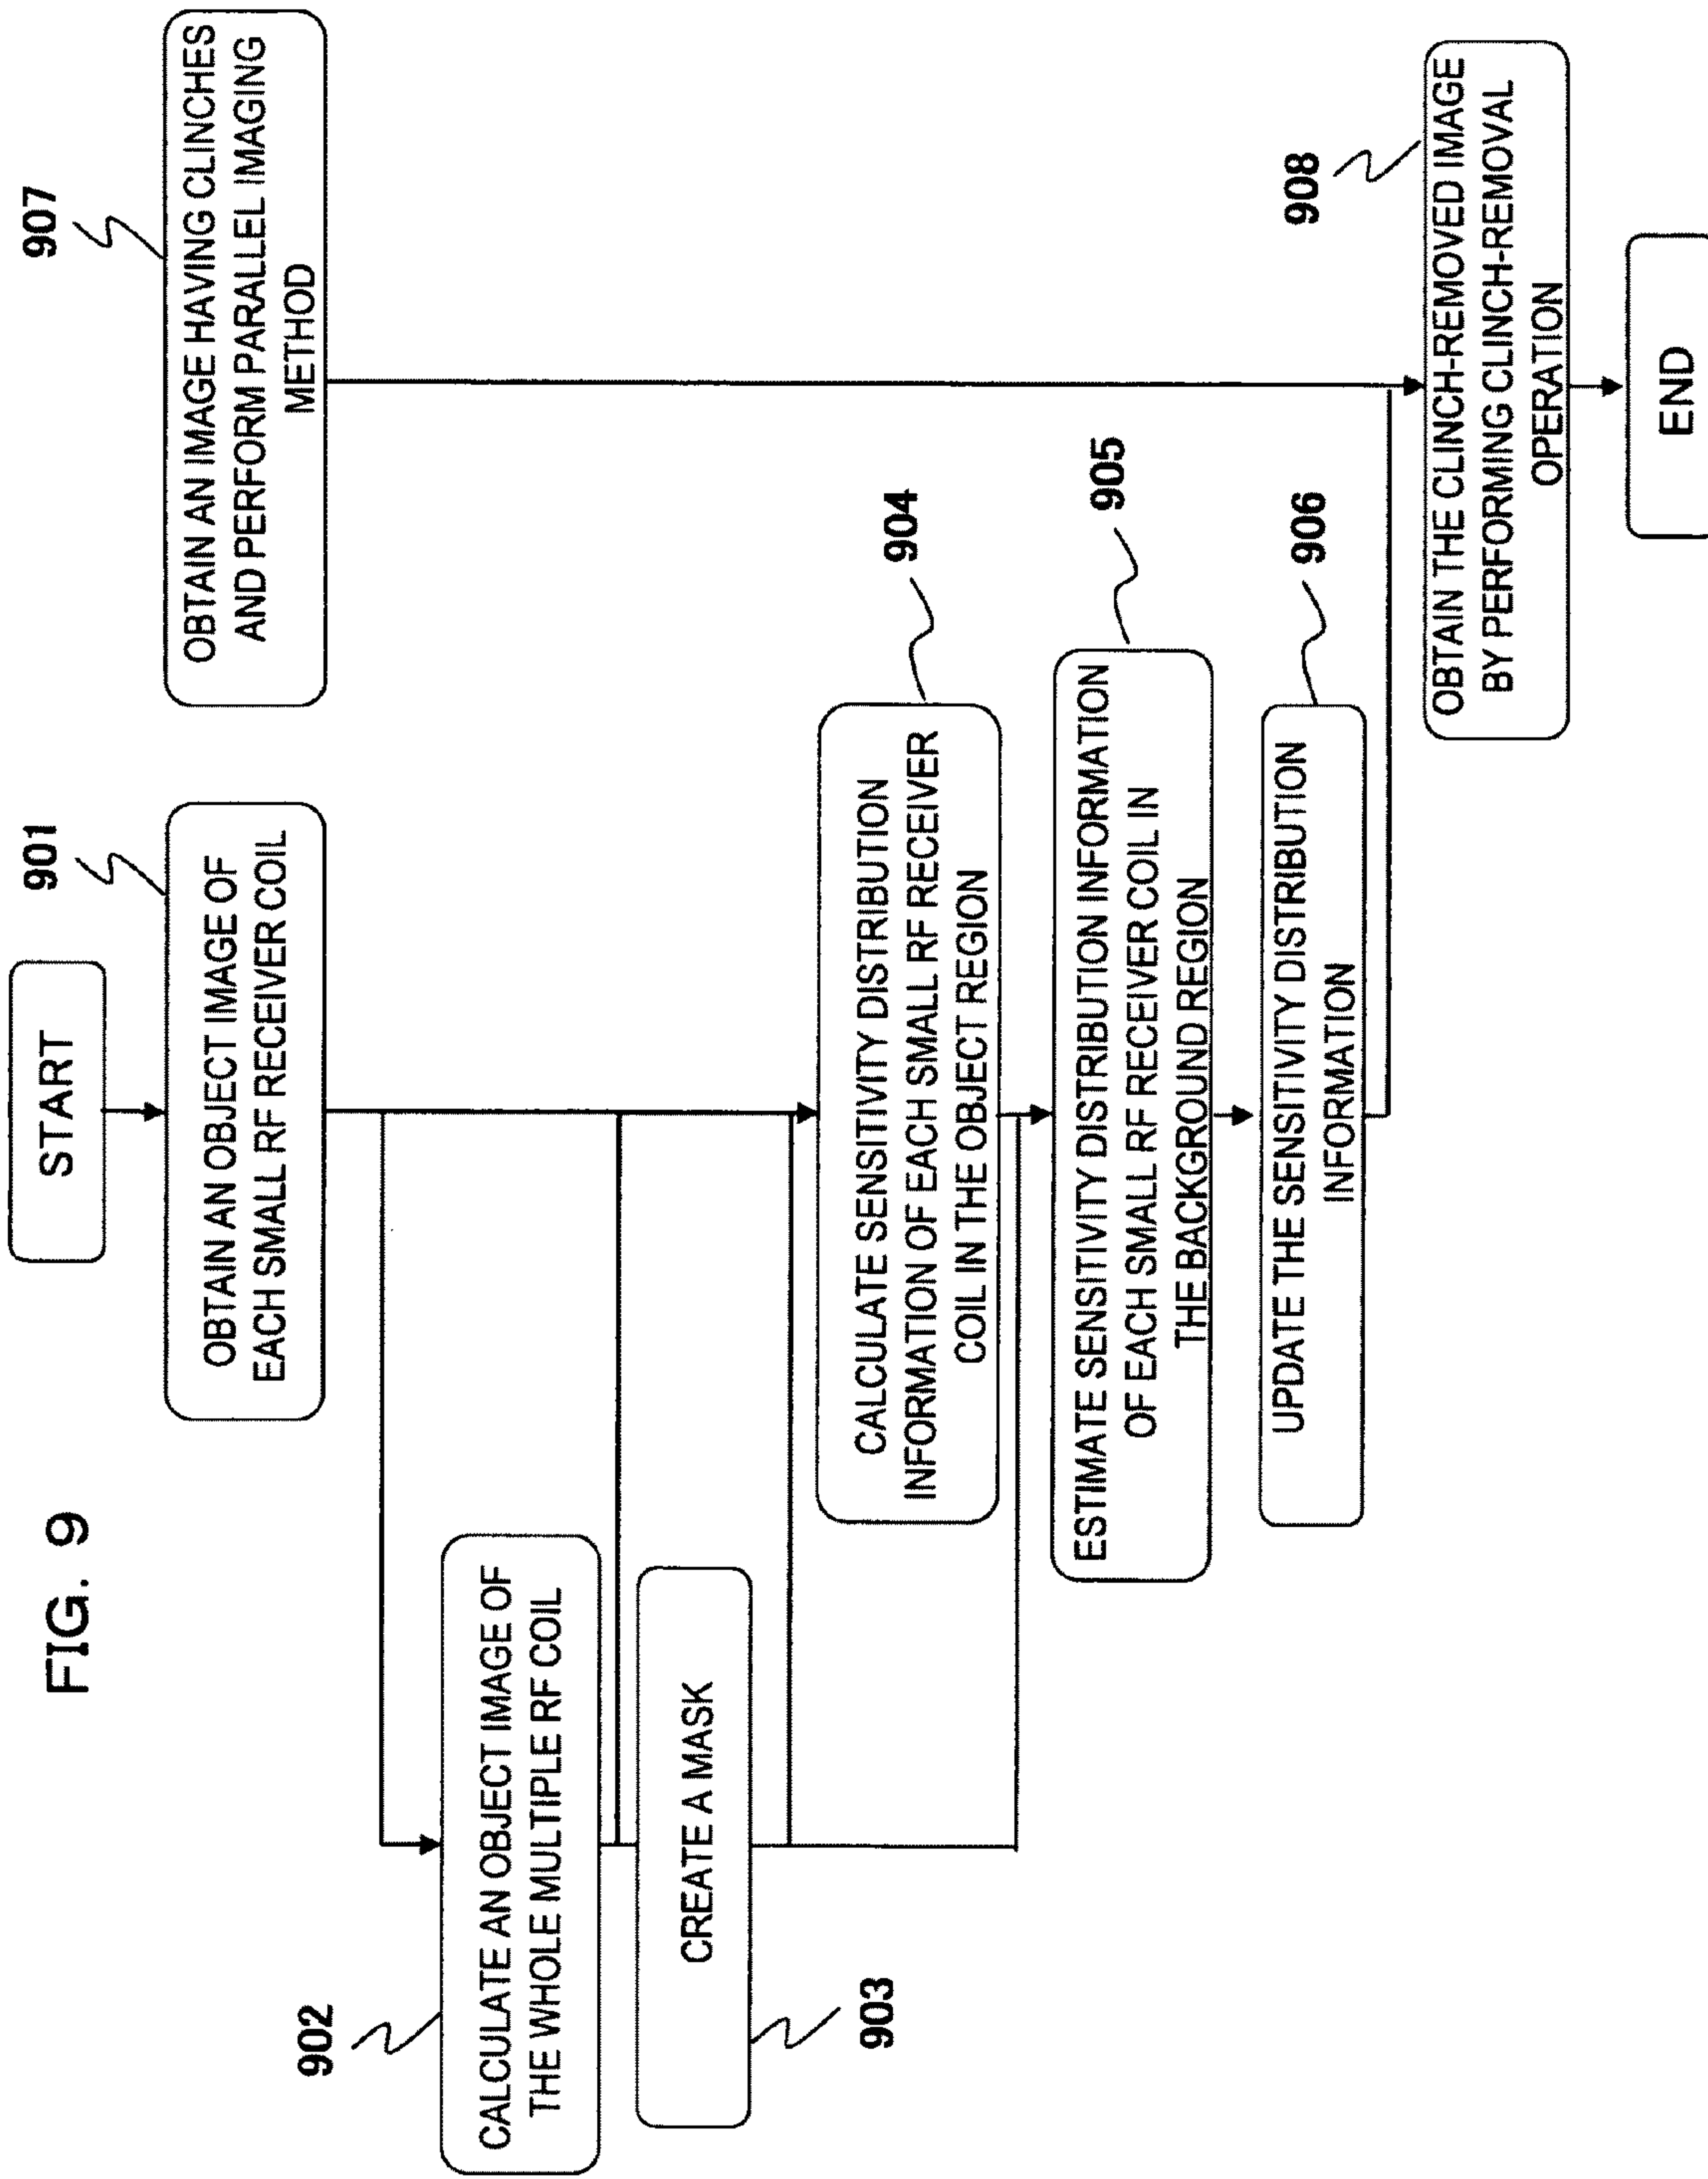 FIG. 9
START
901
OBTAIN AN OBJECT IMAGE OF
EACH SMALL RF RECEIVER COIL
907
OBTAIN AN IMAGE HAVING CLINCHES
AND PERFORM PARALLEL IMAGING
METHOD
902
CALCULATE AN OBJECT IMAGE OF
THE WHOLE MULTIPLE RF COIL
903
CREATE A MASK
904
CALCULATE SENSITIVITY DISTRIBUTION
INFORMATION OF EACH SMALL RF RECEIVER
COIL IN THE OBJECT REGION
905
ESTIMATE SENSITIVITY DISTRIBUTION INFORMATION
OF EACH SMALL RF RECEIVER COIL IN
THE BACKGROUND REGION
906
UPDATE THE SENSITIVITY DISTRIBUTION
INFORMATION
908
OBTAIN THE CLINCH-REMOVED IMAGE
BY PERFORMING CLINCH-REMOVAL
OPERATION
END